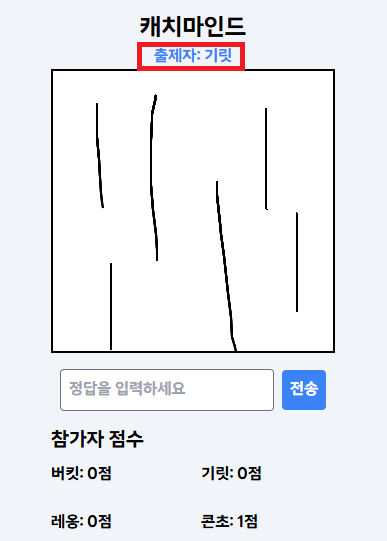 캐치마인드
출제자: 기릿
정답을 입력하세요
전송
참가자 점수
버킷: 0점 기릿: 0점
레옹: 0점 콘초: 1점